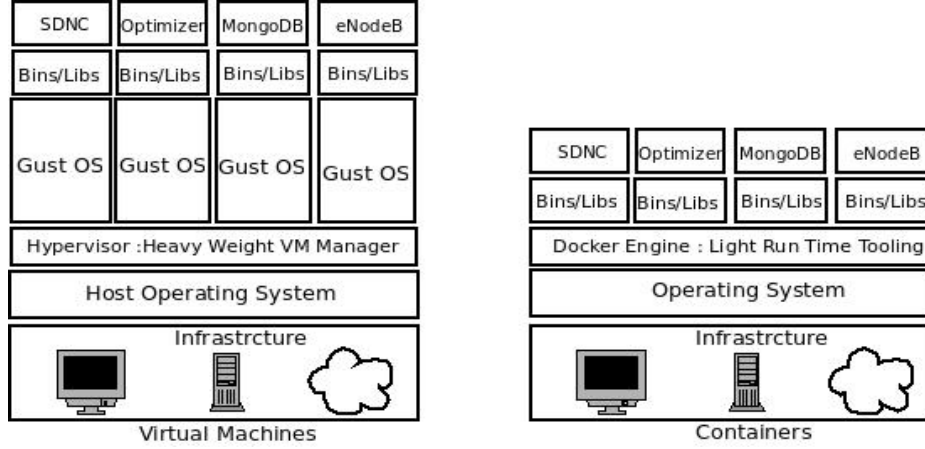 SDNC Optimizer MongoDB eNodeB
Bins/Libs Bins/Libs Bins/Libs Bins/Libs
Gust OS Gust OS Gust OS Gust OS
Hypervisor :Heavy Weight VM Manager
Host Operating System
Infrastrcture
Virtual Machines
SDNC Optimizer MongoDB eNodeB
Bins/Libs Bins/Libs Bins/Libs Bins/Libs
Docker Engine : Light Run Time Tooling
Operating System
Infrastrcture
Containers